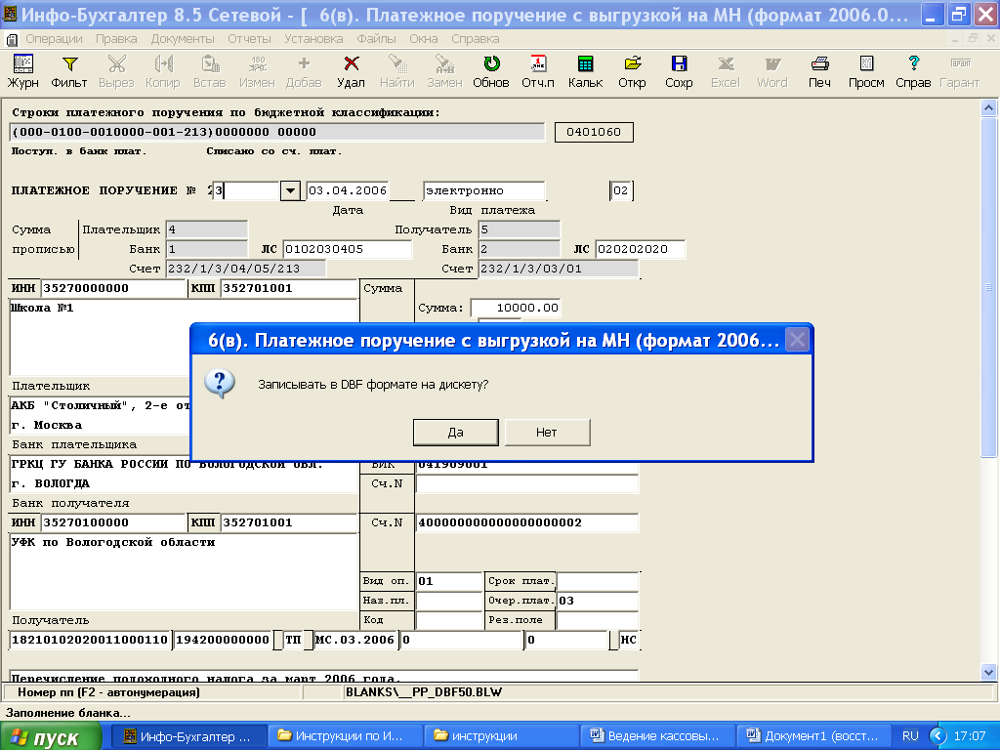 Инфо-Бухгалтер 8.5 Сетевой - [ 6(в). Платежное поручение с выгрузкой на МН (формат 2006.0...
Операции Правка Документы Отчеты Установка Файлы Окна Справка
Журн Фильт Вырез Копир Встав Измен Добав Удал Найти Замен Обнов Отч.п Кальк Откр Сохр Excel Word Печ Просм Справ Гарант
Строки платежного поручения по бюджетной классификации:
(000-0100-0010000-001-213)0000000 00000 0401060
Поступ. в банк плат. Списано со сч. плат.
ПЛАТЕЖНОЕ ПОРУЧЕНИЕ № 23 03.04.2006 электронно 02
Дата Вид платежа
Сумма Плательщик 4 Получатель 5
прописью Банк 1 ЛС 0102030405 Банк 2 ЛС 020202020
Счет 232/1/3/04/05/213 Счет 232/1/3/03/01
ИНН 35270000000 КПП 352701001 Сумма
Школа №1 Сумма: 10000.00
6(в). Платежное поручение с выгрузкой на МН (формат 2006...
Записывать в DBF формате на дискету?
Да Нет
Плательщик
АКБ "Столичный", 2-е от
г. Москва
Банк плательщика
ГРКЦ ГУ БАНКА РОССИИ ПО ВОЛОГОДСКОЙ ОБЛ. БИК 041909001
г. ВОЛОГДА Сч.N
Банк получателя
ИНН 35270100000 КПП 352701001 Сч.N 40000000000000000002
УФК по Вологодской области
Вид оп. 01 Срок плат.
Наз.пл. Очер.плат. 03
Получатель Код Рез.поле
18210102020011000110 194200000000 ТП МС.03.2006 0 0 НС
Перечисление подоходного налога за март 2006 года.
Номер пп (F2 - автонумерация) BLANKS\__PP_DBF50.BLW
Заполнение бланка...
пуск Инфо-Бухгалтер ... Инструкции по И... инструкции Ведение кассовы... Документ1 (восст... RU 17:07